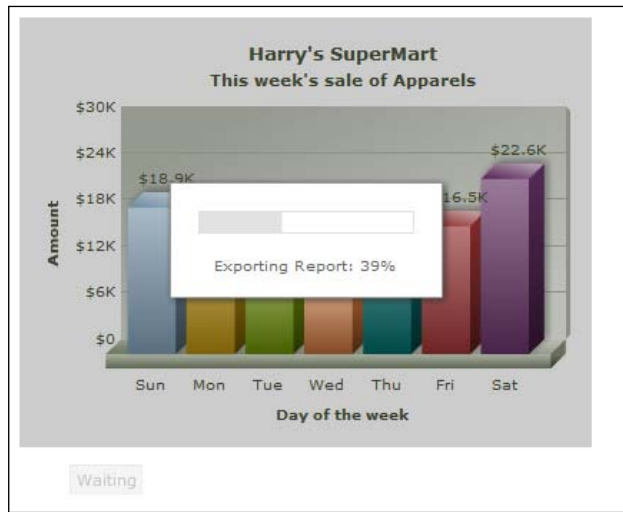 Harry's SuperMart
This week's sale of Apparels
$30K
$24K
$18K
$12K
$6K
$0
Amount
$18.9K
16.5K
$22.6K
Exporting Report: 39%
Sun Mon Tue Wed Thu Fri Sat
Day of the week
Waiting